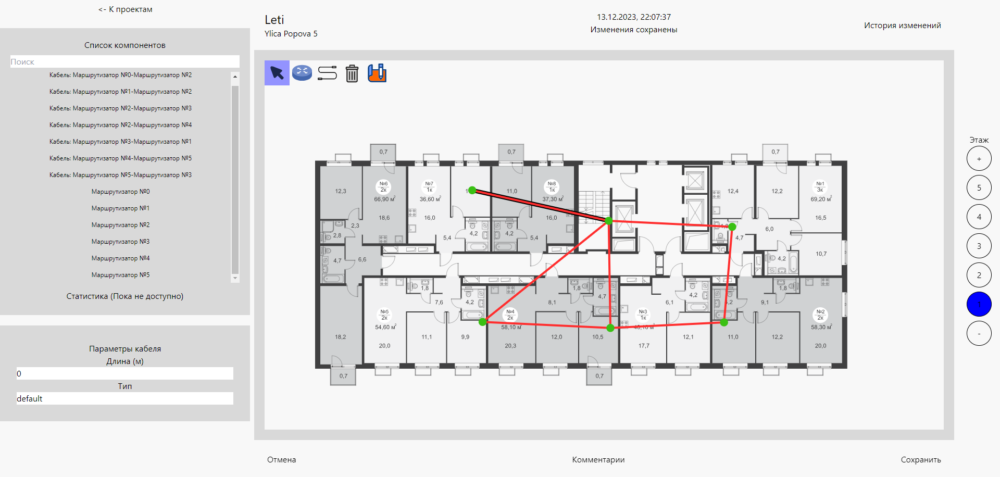 <- К проектам
Leti
Ylica Popova 5
13.12.2023, 22:07:37
Изменения сохранены
История изменений
Список компонентов
Поиск
Кабель: Маршрутизатор №0-Маршрутизатор №2
Кабель: Маршрутизатор №1-Маршрутизатор №2
Кабель: Маршрутизатор №2-Маршрутизатор №3
Кабель: Маршрутизатор №2-Маршрутизатор №4
Кабель: Маршрутизатор №3-Маршрутизатор №1
Кабель: Маршрутизатор №4-Маршрутизатор №5
Кабель: Маршрутизатор №5-Маршрутизатор №3
Маршрутизатор №0
Маршрутизатор №1
Маршрутизатор №2
Маршрутизатор №3
Маршрутизатор №4
Маршрутизатор №5
Статистика (Пока не доступно)
Параметры кабеля
Длина (м)
0
Тип
default
0,7
0,7
0,7
12,3
№6
2к
66,90 м²
18,6
№7
1к
36,60 м²
16,0
11,0
№8
1к
37,30 м²
16,0
12,4
12,2
№1
3к
69,20 м²
16,5
2,3
2,8
5,4
4,2
4,2
5,4
4,7
6,0
4,7
6,6
4,2
10,7
1,8
7,6
4,2
1,8
8,1
4,7
6,1
4,2
4,2
9,1
1,8
№5
2к
54,60 м²
20,0
№4
2к
58,10 м²
20,3
№3
1к
17,7
№2
2к
58,30 м²
20,0
18,2
11,1
9,9
12,0
10,5
12,1
11,0
12,2
0,7
0,7
Этаж
+
5
4
3
2
1
-
Отмена
Комментарии
Сохранить